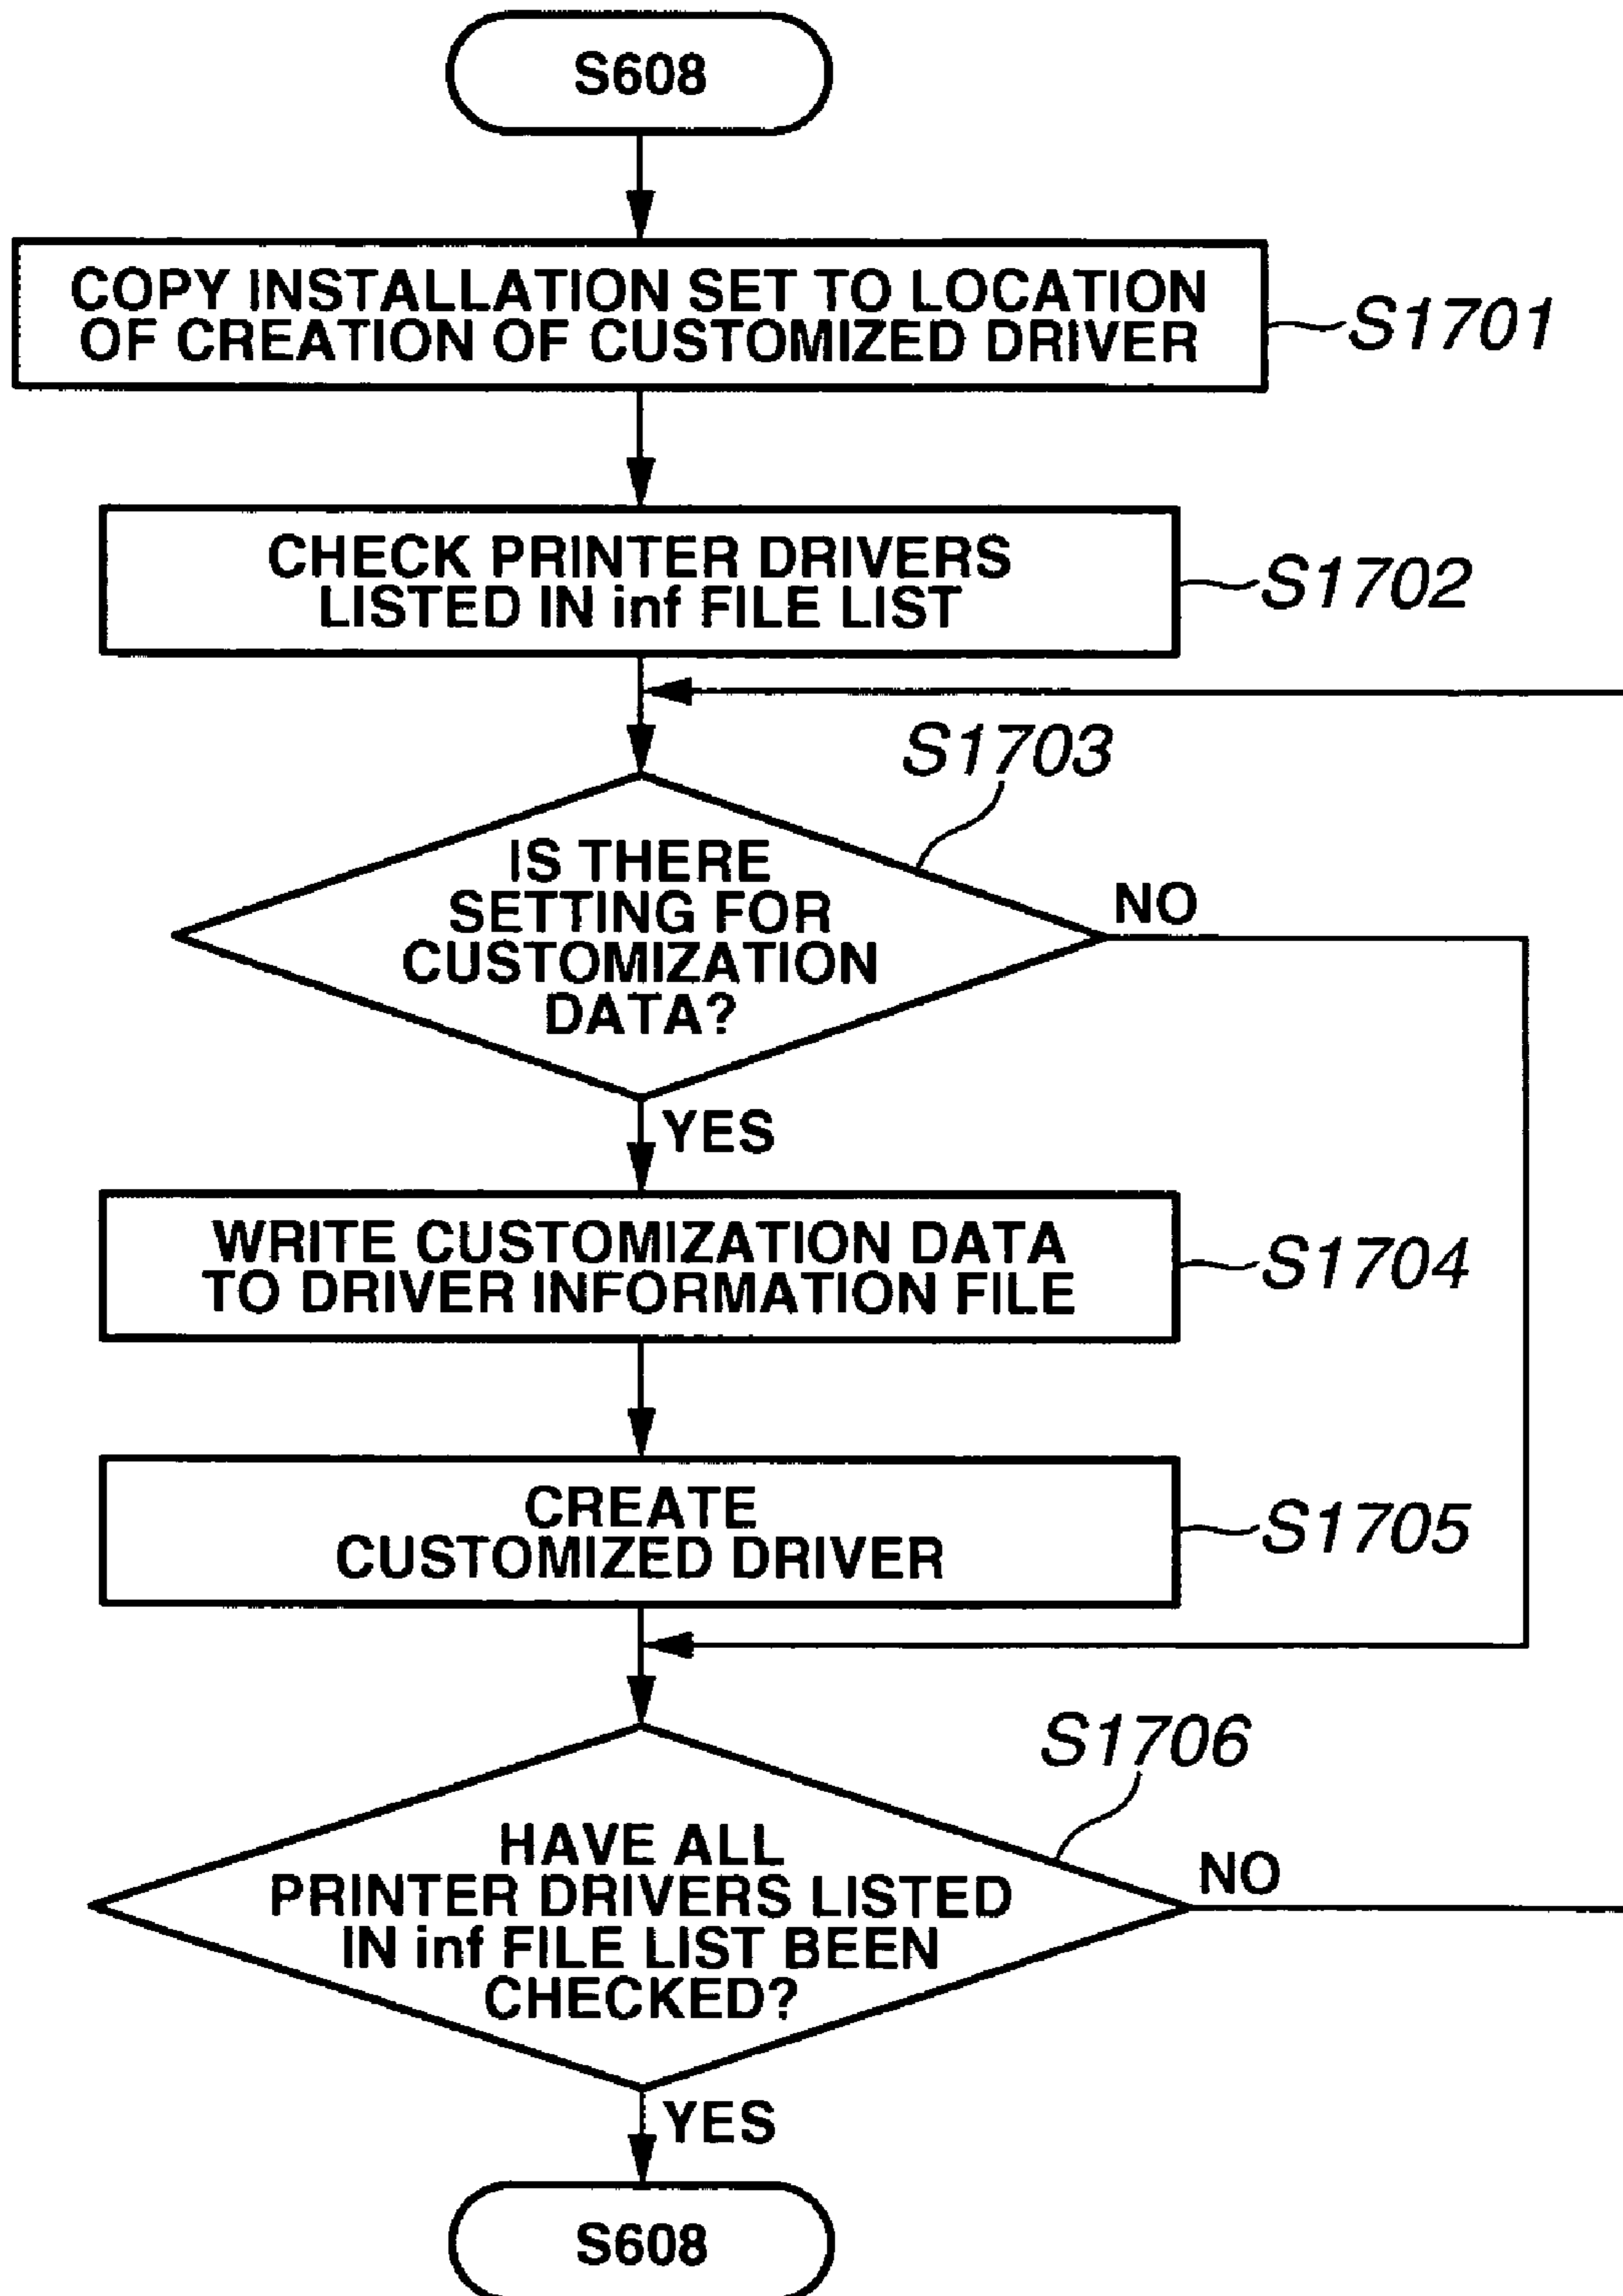 S608
COPY INSTALLATION SET TO LOCATION
OF CREATION OF CUSTOMIZED DRIVER
S1701
CHECK PRINTER DRIVERS
LISTED IN inf FILE LIST
S1702
S1703
IS THERE
SETTING FOR
CUSTOMIZATION
DATA?
NO
YES
WRITE CUSTOMIZATION DATA
TO DRIVER INFORMATION FILE
S1704
CREATE
CUSTOMIZED DRIVER
S1705
S1706
HAVE ALL
PRINTER DRIVERS LISTED
IN inf FILE LIST BEEN
CHECKED?
NO
YES
S608